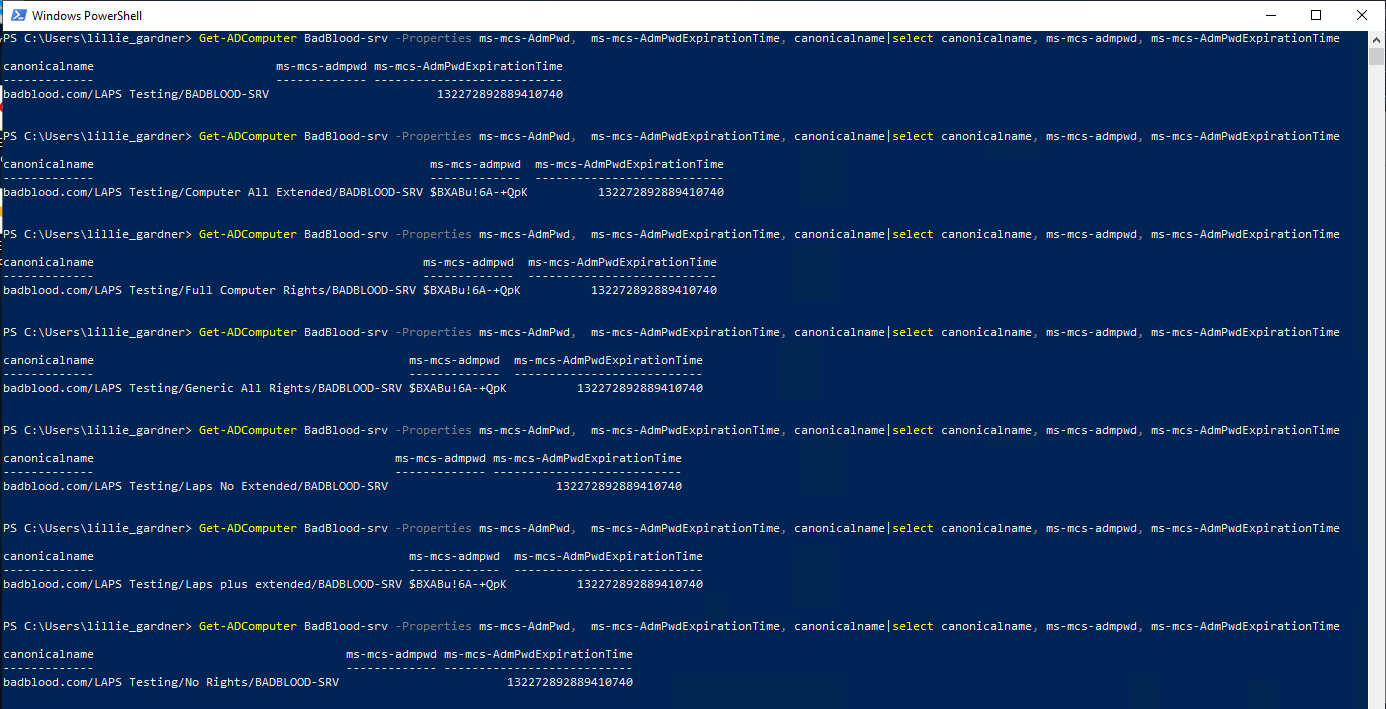 Windows PowerShell
PS C:\Users\lillie_gardner> Get-ADComputer BadBlood-srv -Properties ms-mcs-AdmPwd,  ms-mcs-AdmPwdExpirationTime, canonicalname|select canonicalname, ms-mcs-admpwd, ms-mcs-AdmPwdExpirationTime
canonicalname ms-mcs-admpwd ms-mcs-AdmPwdExpirationTime
------------- ------------- ---------------------------
badblood.com/LAPS Testing/BADBLOOD-SRV 132272892889410740
PS C:\Users\lillie_gardner> Get-ADComputer BadBlood-srv -Properties ms-mcs-AdmPwd,  ms-mcs-AdmPwdExpirationTime, canonicalname|select canonicalname, ms-mcs-admpwd, ms-mcs-AdmPwdExpirationTime
canonicalname ms-mcs-admpwd ms-mcs-AdmPwdExpirationTime
------------- ------------- ---------------------------
badblood.com/LAPS Testing/Computer All Extended/BADBLOOD-SRV $BXABu!6A-+QpK 132272892889410740
PS C:\Users\lillie_gardner> Get-ADComputer BadBlood-srv -Properties ms-mcs-AdmPwd,  ms-mcs-AdmPwdExpirationTime, canonicalname|select canonicalname, ms-mcs-admpwd, ms-mcs-AdmPwdExpirationTime
canonicalname ms-mcs-admpwd ms-mcs-AdmPwdExpirationTime
------------- ------------- ---------------------------
badblood.com/LAPS Testing/Full Computer Rights/BADBLOOD-SRV $BXABu!6A-+QpK 132272892889410740
PS C:\Users\lillie_gardner> Get-ADComputer BadBlood-srv -Properties ms-mcs-AdmPwd,  ms-mcs-AdmPwdExpirationTime, canonicalname|select canonicalname, ms-mcs-admpwd, ms-mcs-AdmPwdExpirationTime
canonicalname ms-mcs-admpwd ms-mcs-AdmPwdExpirationTime
------------- ------------- ---------------------------
badblood.com/LAPS Testing/Generic All Rights/BADBLOOD-SRV $BXABu!6A-+QpK 132272892889410740
PS C:\Users\lillie_gardner> Get-ADComputer BadBlood-srv -Properties ms-mcs-AdmPwd,  ms-mcs-AdmPwdExpirationTime, canonicalname|select canonicalname, ms-mcs-admpwd, ms-mcs-AdmPwdExpirationTime
canonicalname ms-mcs-admpwd ms-mcs-AdmPwdExpirationTime
------------- ------------- ---------------------------
badblood.com/LAPS Testing/Laps No Extended/BADBLOOD-SRV 132272892889410740
PS C:\Users\lillie_gardner> Get-ADComputer BadBlood-srv -Properties ms-mcs-AdmPwd,  ms-mcs-AdmPwdExpirationTime, canonicalname|select canonicalname, ms-mcs-admpwd, ms-mcs-AdmPwdExpirationTime
canonicalname ms-mcs-admpwd ms-mcs-AdmPwdExpirationTime
------------- ------------- ---------------------------
badblood.com/LAPS Testing/Laps plus extended/BADBLOOD-SRV $BXABu!6A-+QpK 132272892889410740
PS C:\Users\lillie_gardner> Get-ADComputer BadBlood-srv -Properties ms-mcs-AdmPwd,  ms-mcs-AdmPwdExpirationTime, canonicalname|select canonicalname, ms-mcs-admpwd, ms-mcs-AdmPwdExpirationTime
canonicalname ms-mcs-admpwd ms-mcs-AdmPwdExpirationTime
------------- ------------- ---------------------------
badblood.com/LAPS Testing/No Rights/BADBLOOD-SRV 132272892889410740